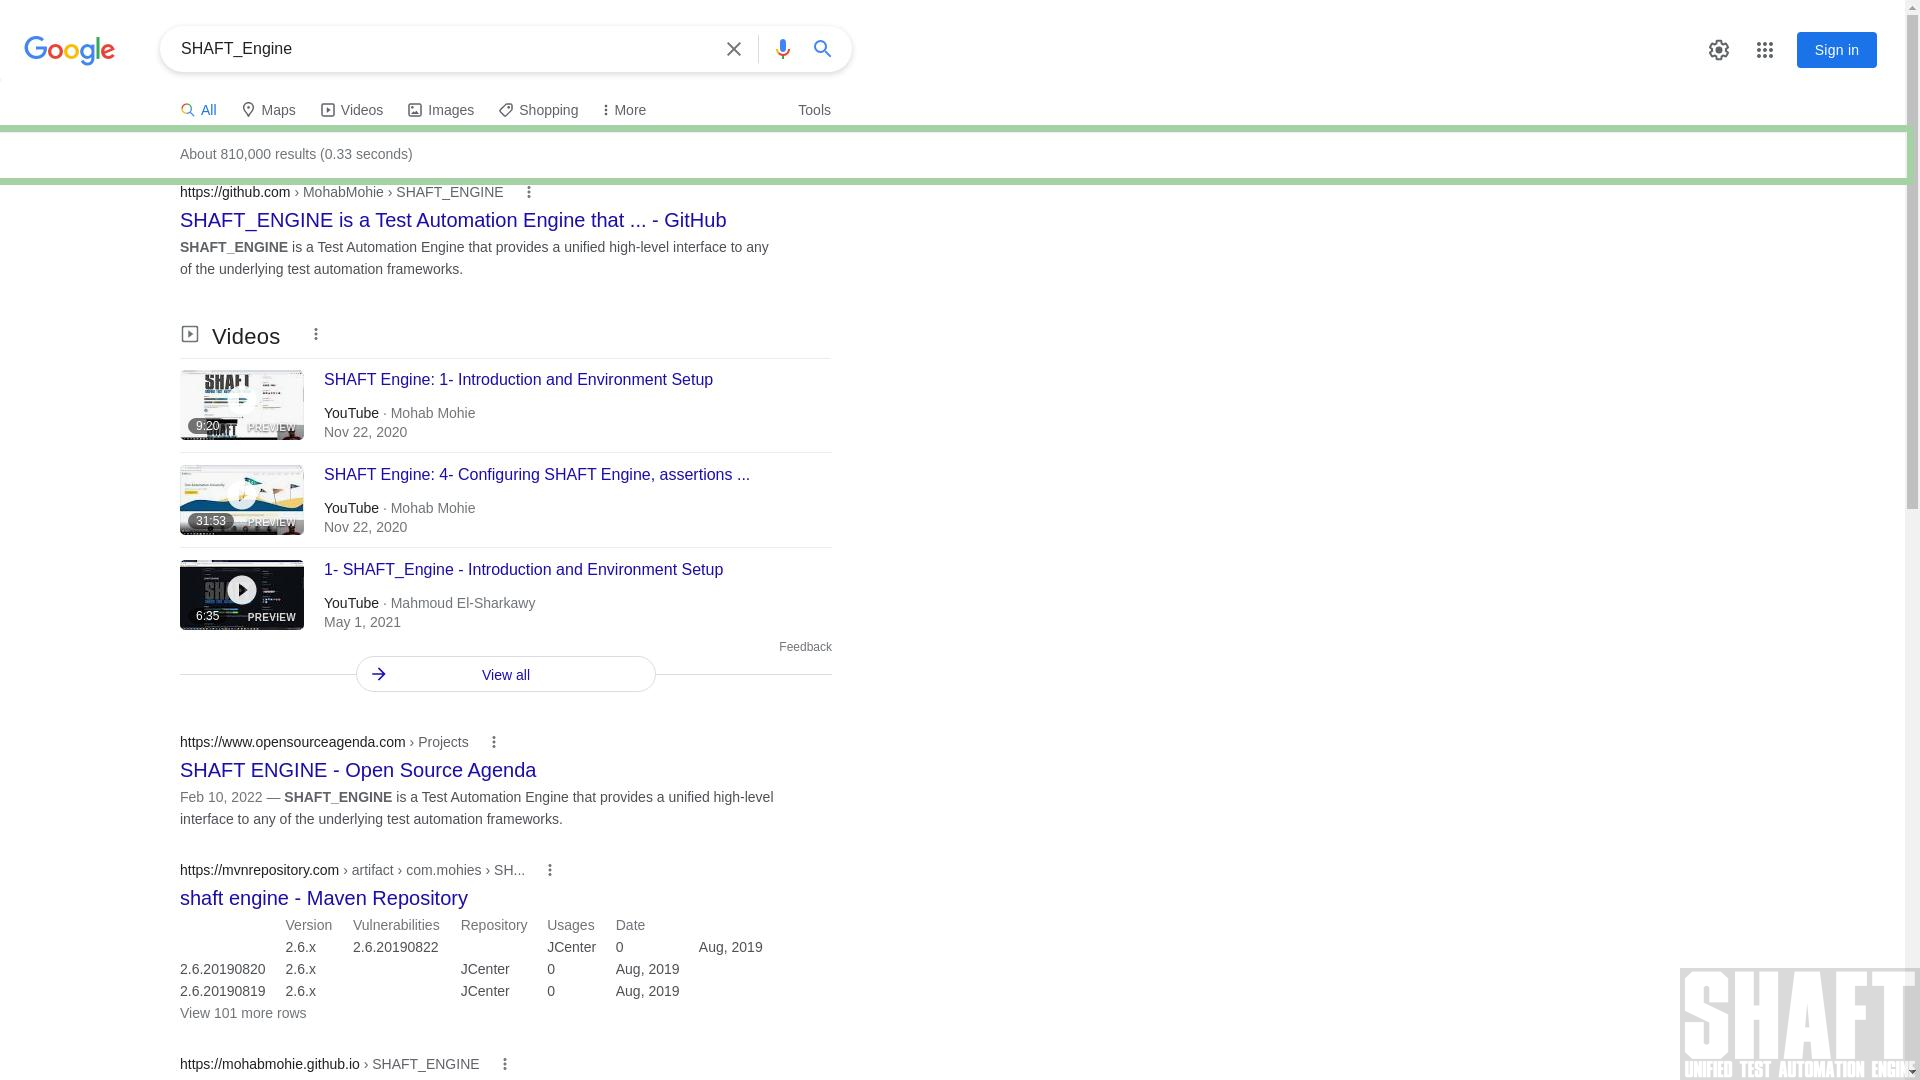 Google
SHAFT_Engine
Sign in
All
Maps
Videos
Images
Shopping
More
Tools
About 810,000 results (0.33 seconds)
https://github.com › MohabMohie › SHAFT_ENGINE
SHAFT_ENGINE is a Test Automation Engine that ... - GitHub
SHAFT_ENGINE is a Test Automation Engine that provides a unified high-level interface to any
of the underlying test automation frameworks.
Videos
SHAFT
9:20
PREVIEW
SHAFT Engine: 1- Introduction and Environment Setup
YouTube · Mohab Mohie
Nov 22, 2020
31:53
PREVIEW
SHAFT Engine: 4- Configuring SHAFT Engine, assertions ...
YouTube · Mohab Mohie
Nov 22, 2020
6:35
PREVIEW
1- SHAFT_Engine - Introduction and Environment Setup
YouTube · Mahmoud El-Sharkawy
May 1, 2021
Feedback
View all
https://www.opensourceagenda.com › Projects
SHAFT ENGINE - Open Source Agenda
Feb 10, 2022 — SHAFT_ENGINE is a Test Automation Engine that provides a unified high-level
interface to any of the underlying test automation frameworks.
https://mvnrepository.com › artifact › com.mohies › SH...
shaft engine - Maven Repository
Version Vulnerabilities Repository Usages Date
2.6.x 2.6.20190822 JCenter 0 Aug, 2019
2.6.20190820 2.6.x JCenter 0 Aug, 2019
2.6.20190819 2.6.x JCenter 0 Aug, 2019
View 101 more rows
https://mohabmohie.github.io › SHAFT_ENGINE
SHAFT
UNIFIED TEST AUTOMATION ENGINE